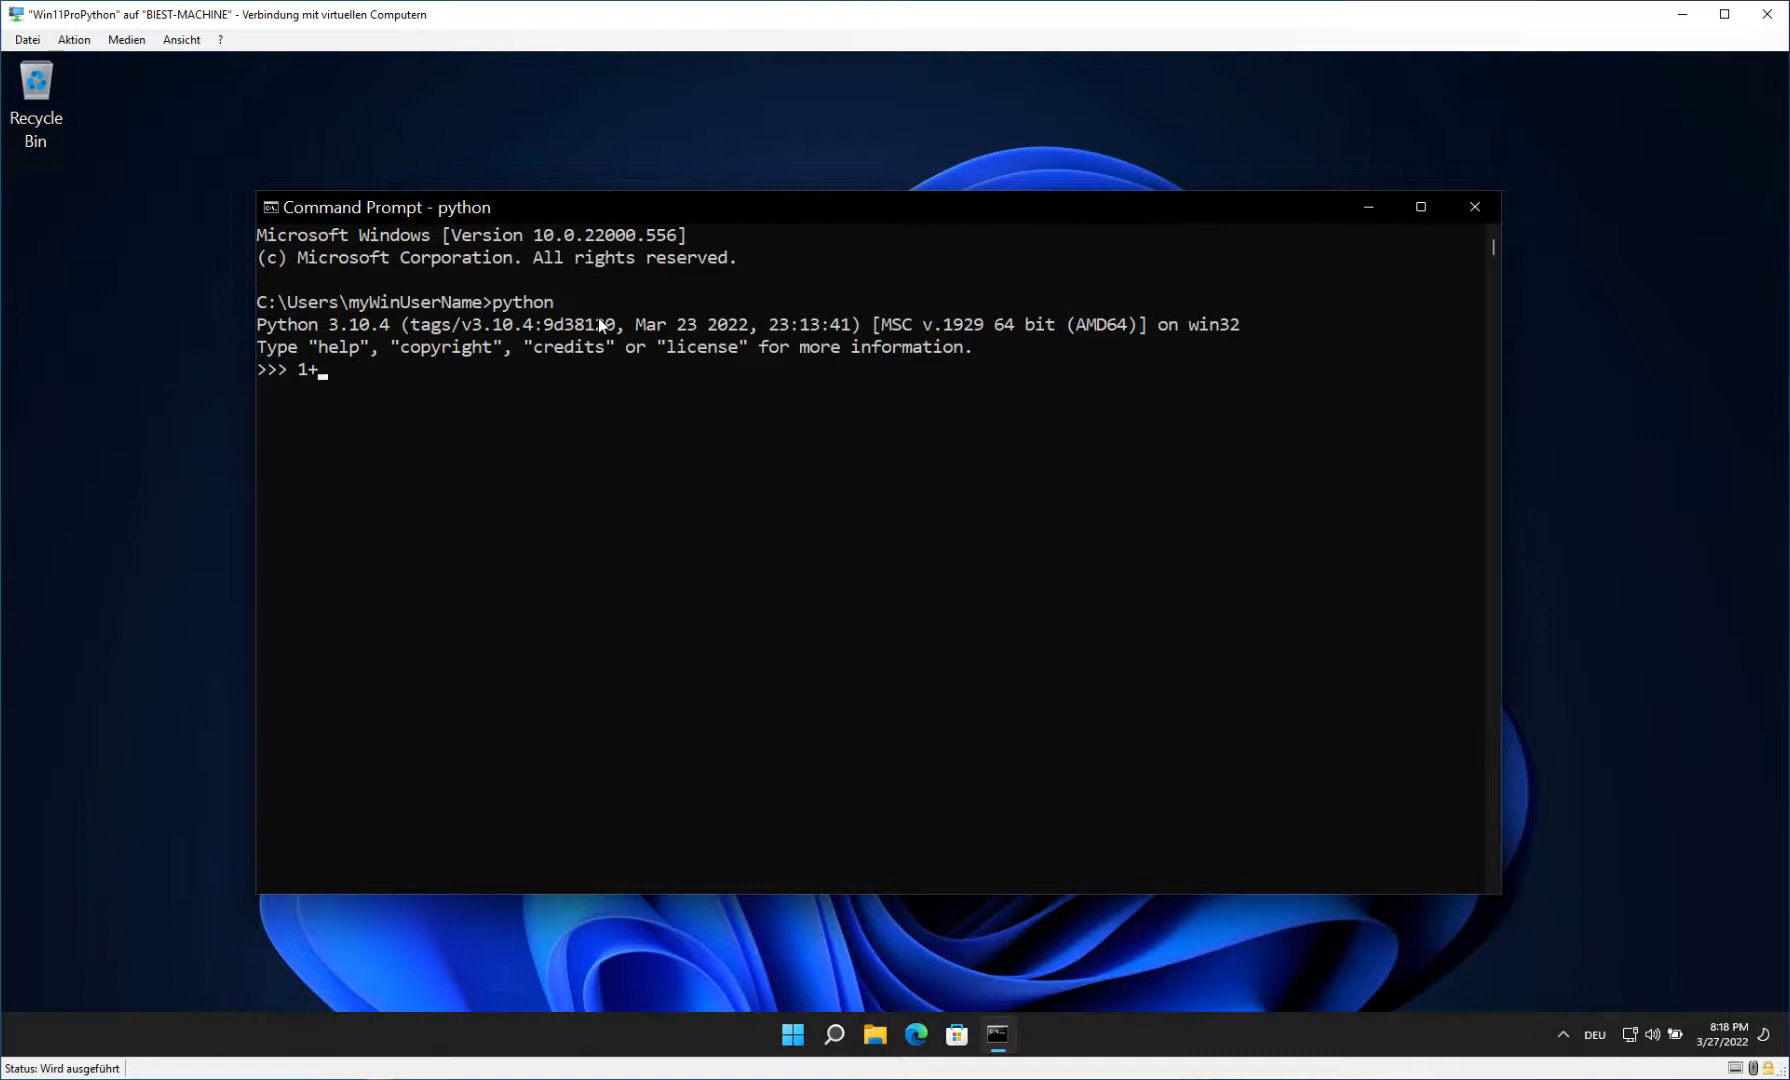 "Win11ProPython" auf "BIEST-MACHINE" - Verbindung mit virtuellen Computern
Datei Aktion Medien Ansicht ?
Recycle
Bin
Command Prompt - python
Microsoft Windows [Version 10.0.22000.556]
(c) Microsoft Corporation. All rights reserved.
C:\Users\myWinUserName>python
Python 3.10.4 (tags/v3.10.4:9d38120, Mar 23 2022, 23:13:41) [MSC v.1929 64 bit (AMD64)] on win32
Type "help", "copyright", "credits" or "license" for more information.
>>> 1+_
DEU
8:18 PM
3/27/2022
Status: Wird ausgeführt